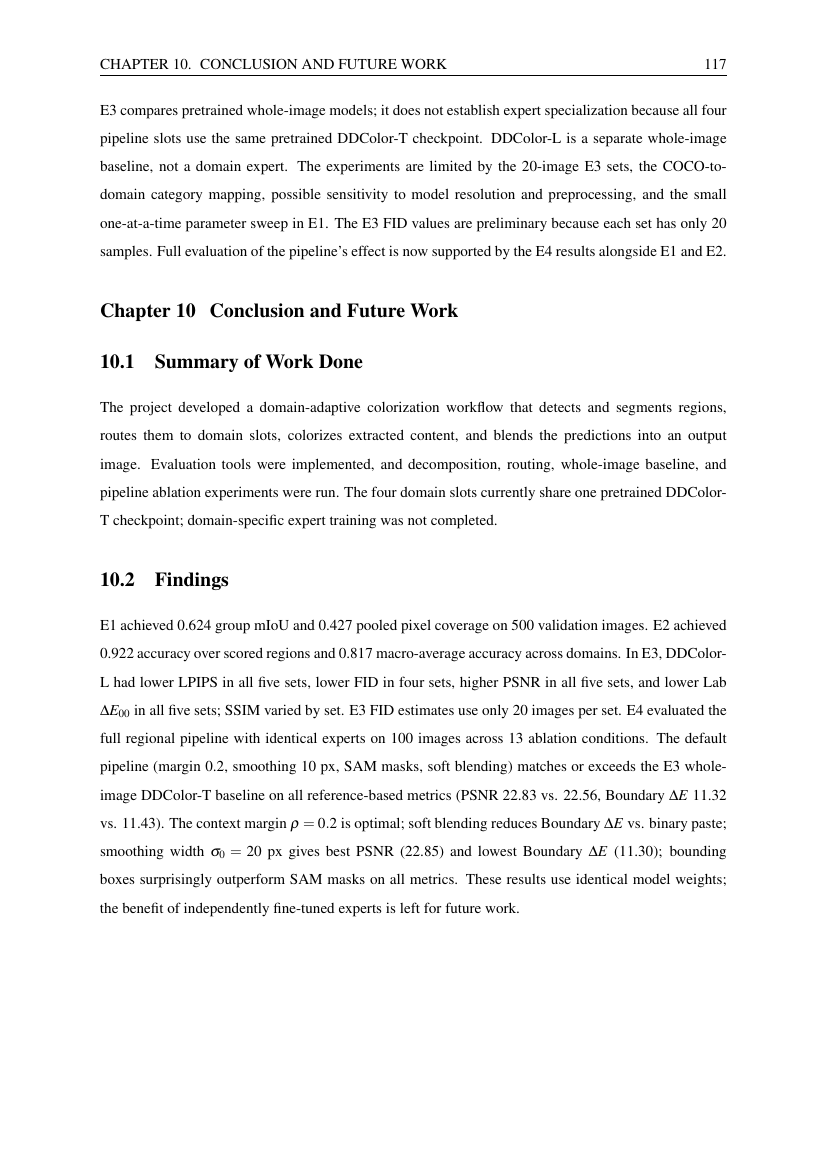 CHAPTER 10. CONCLUSION AND FUTURE WORK 117
E3 compares pretrained whole-image models; it does not establish expert specialization because all four
pipeline slots use the same pretrained DDColor-T checkpoint. DDColor-L is a separate whole-image
baseline, not a domain expert. The experiments are limited by the 20-image E3 sets, the COCO-to-
domain category mapping, possible sensitivity to model resolution and preprocessing, and the small
one-at-a-time parameter sweep in E1. The E3 FID values are preliminary because each set has only 20
samples. Full evaluation of the pipeline's effect is now supported by the E4 results alongside E1 and E2.
Chapter 10 Conclusion and Future Work
10.1 Summary of Work Done
The project developed a domain-adaptive colorization workflow that detects and segments regions,
routes them to domain slots, colorizes extracted content, and blends the predictions into an output
image. Evaluation tools were implemented, and decomposition, routing, whole-image baseline, and
pipeline ablation experiments were run. The four domain slots currently share one pretrained DDColor-
T checkpoint; domain-specific expert training was not completed.
10.2 Findings
E1 achieved 0.624 group mIoU and 0.427 pooled pixel coverage on 500 validation images. E2 achieved
0.922 accuracy over scored regions and 0.817 macro-average accuracy across domains. In E3, DDColor-
L had lower LPIPS in all five sets, lower FID in four sets, higher PSNR in all five sets, and lower Lab
ΔE₀₀ in all five sets; SSIM varied by set. E3 FID estimates use only 20 images per set. E4 evaluated the
full regional pipeline with identical experts on 100 images across 13 ablation conditions. The default
pipeline (margin 0.2, smoothing 10 px, SAM masks, soft blending) matches or exceeds the E3 whole-
image DDColor-T baseline on all reference-based metrics (PSNR 22.83 vs. 22.56, Boundary ΔE 11.32
vs. 11.43). The context margin ρ = 0.2 is optimal; soft blending reduces Boundary ΔE vs. binary paste;
smoothing width σ₀ = 20 px gives best PSNR (22.85) and lowest Boundary ΔE (11.30); bounding
boxes surprisingly outperform SAM masks on all metrics. These results use identical model weights;
the benefit of independently fine-tuned experts is left for future work.